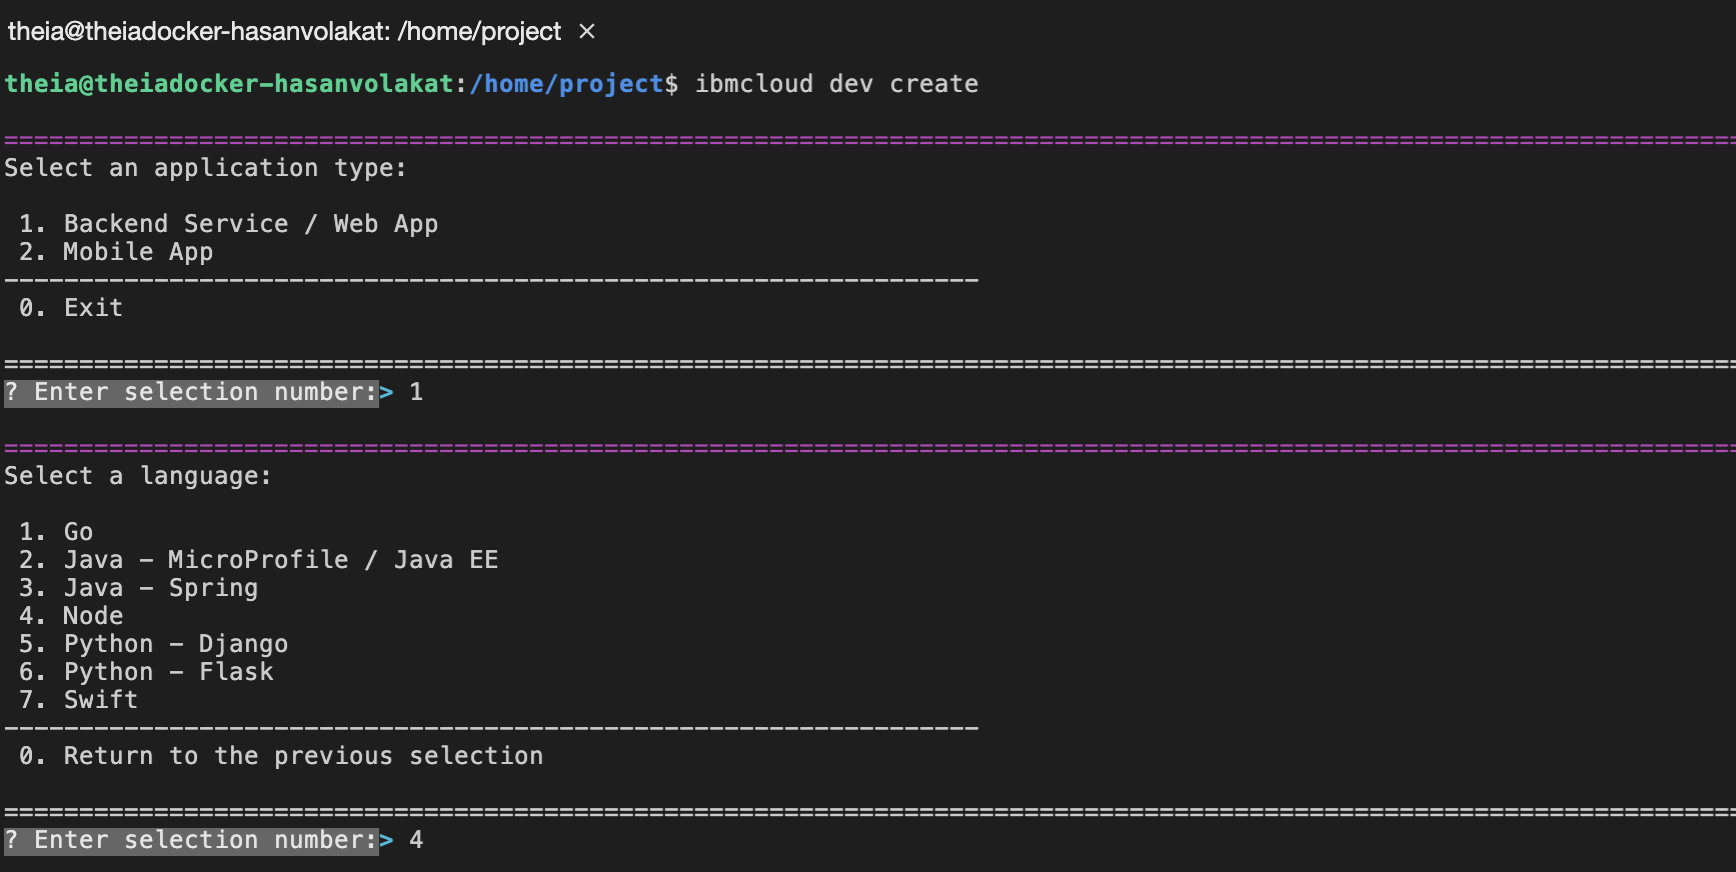 theia@theiadocker-hasanvolakat: /home/project ×
theia@theiadocker-hasanvolakat:/home/project$ ibmcloud dev create
====================================================================================================================
Select an application type:
1. Backend Service / Web App
2. Mobile App
-----------------------------------------------------------------
0. Exit
====================================================================================================================
? Enter selection number:> 1
====================================================================================================================
Select a language:
1. Go
2. Java - MicroProfile / Java EE
3. Java - Spring
4. Node
5. Python - Django
6. Python - Flask
7. Swift
-----------------------------------------------------------------
0. Return to the previous selection
====================================================================================================================
? Enter selection number:> 4